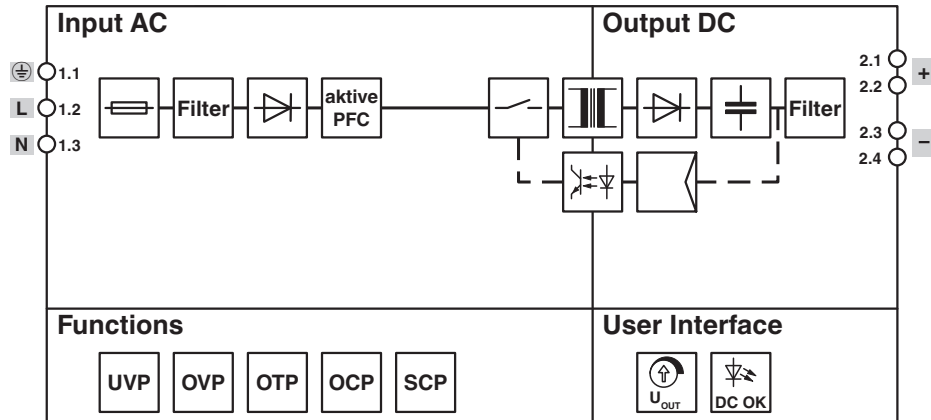 Input AC
Output DC
1.1
L
1.2
N
1.3
Filter
aktive
PFC
Filter
2.1
2.2
+
2.3
2.4
–
Functions
UVP
OVP
OTP
OCP
SCP
User Interface
UOUT
DC OK